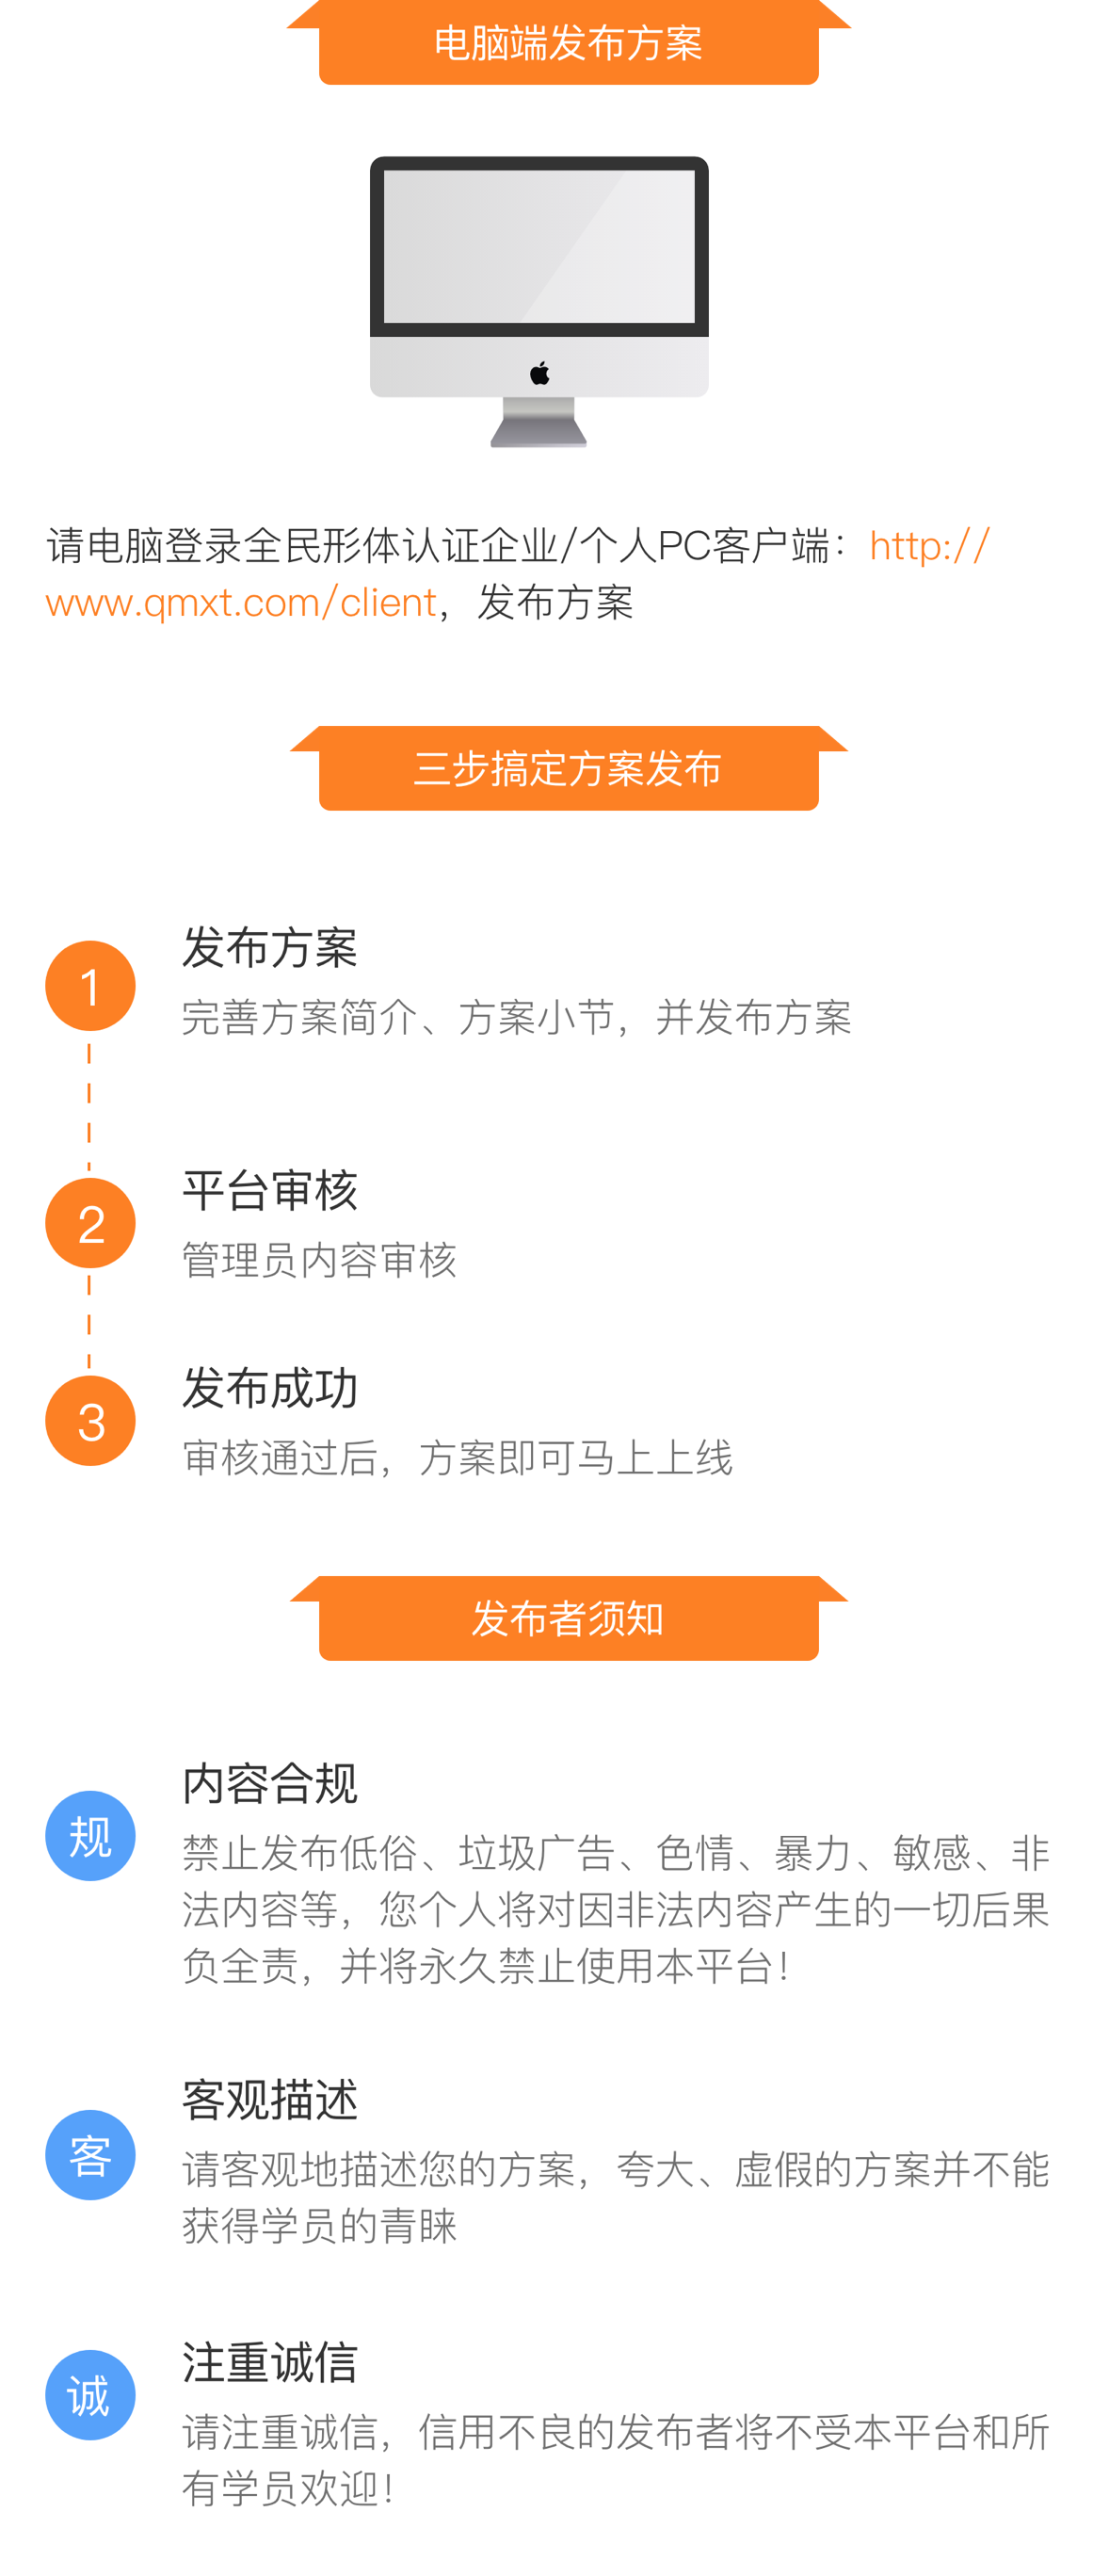 电脑端发布方案
请电脑登录全民形体认证企业/个人PC客户端：http://
www.qmxt.com/client，发布方案
三步搞定方案发布
1
发布方案
完善方案简介、方案小节，并发布方案
2
平台审核
管理员内容审核
3
发布成功
审核通过后，方案即可马上上线
发布者须知
规
内容合规
禁止发布低俗、垃圾广告、色情、暴力、敏感、非
法内容等，您个人将对因非法内容产生的一切后果
负全责，并将永久禁止使用本平台！
客
客观描述
请客观地描述您的方案，夸大、虚假的方案并不能
获得学员的青睐
诚
注重诚信
请注重诚信，信用不良的发布者将不受本平台和所
有学员欢迎！